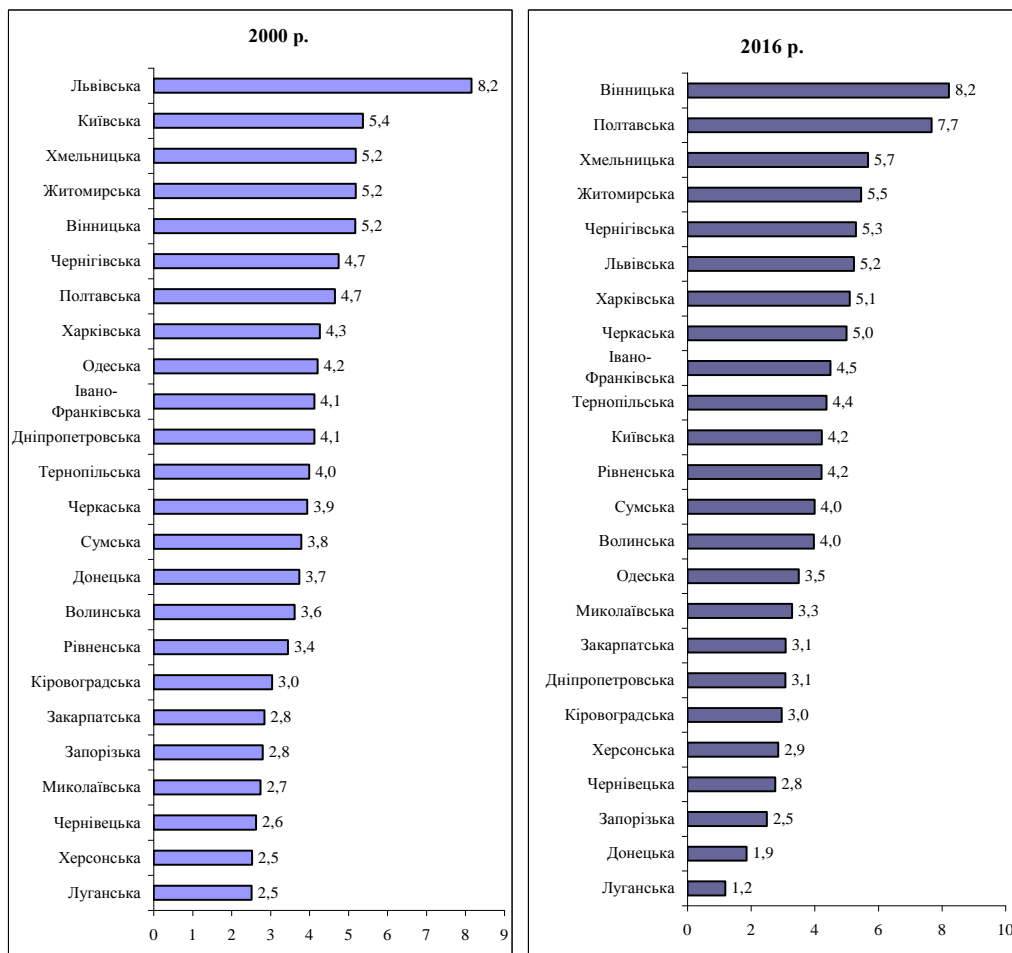 2000 р.
Львівська 8,2
Київська 5,4
Хмельницька 5,2
Житомирська 5,2
Вінницька 5,2
Чернігівська 4,7
Полтавська 4,7
Харківська 4,3
Одеська 4,2
Івано-
Франківська 4,1
Дніпропетровська 4,1
Тернопільська 4,0
Черкаська 3,9
Сумська 3,8
Донецька 3,7
Волинська 3,6
Рівненська 3,4
Кіровоградська 3,0
Закарпатська 2,8
Запорізька 2,8
Миколаївська 2,7
Чернівецька 2,6
Херсонська 2,5
Луганська 2,5
0 1 2 3 4 5 6 7 8 9
2016 р.
Вінницька 8,2
Полтавська 7,7
Хмельницька 5,7
Житомирська 5,5
Чернігівська 5,3
Львівська 5,2
Харківська 5,1
Черкаська 5,0
Івано-
Франківська 4,5
Тернопільська 4,4
Київська 4,2
Рівненська 4,2
Сумська 4,0
Волинська 4,0
Одеська 3,5
Миколаївська 3,3
Закарпатська 3,1
Дніпропетровська 3,1
Кіровоградська 3,0
Херсонська 2,9
Чернівецька 2,8
Запорізька 2,5
Донецька 1,9
Луганська 1,2
0 2 4 6 8 10